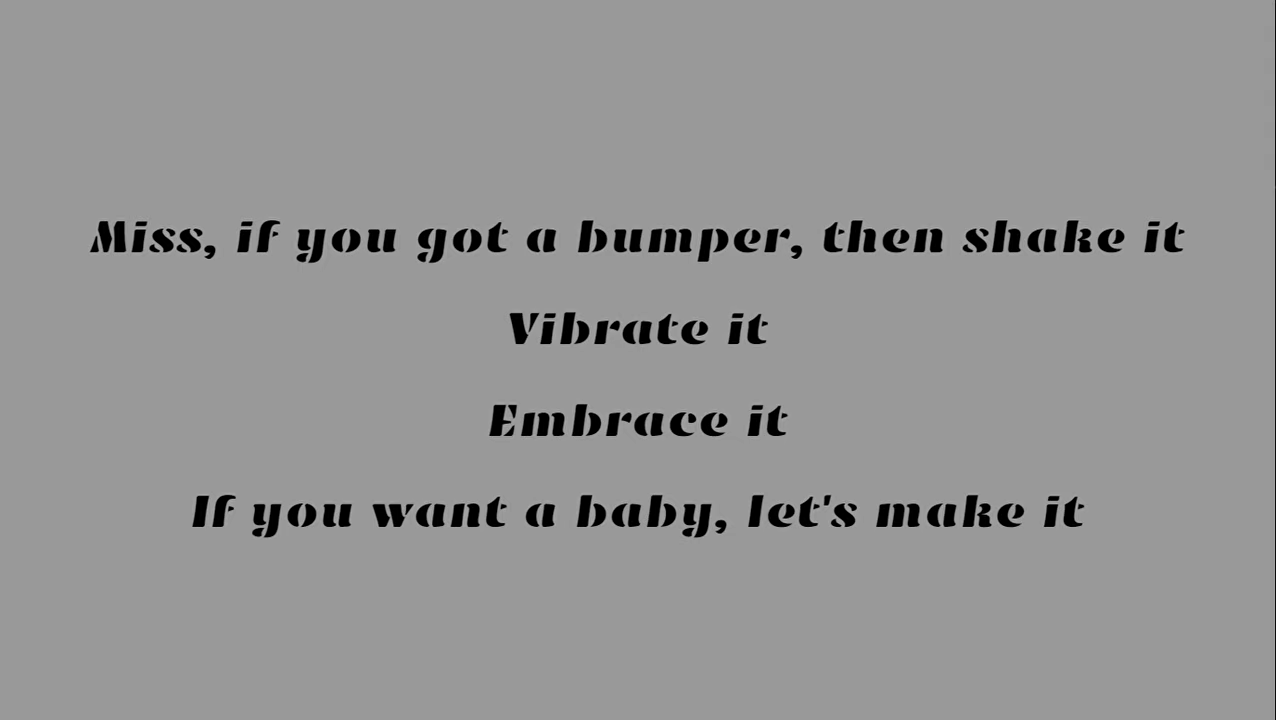 Miss, if you got a bumper, then shake it
Vibrate it
Embrace it
If you want a baby, let's make it